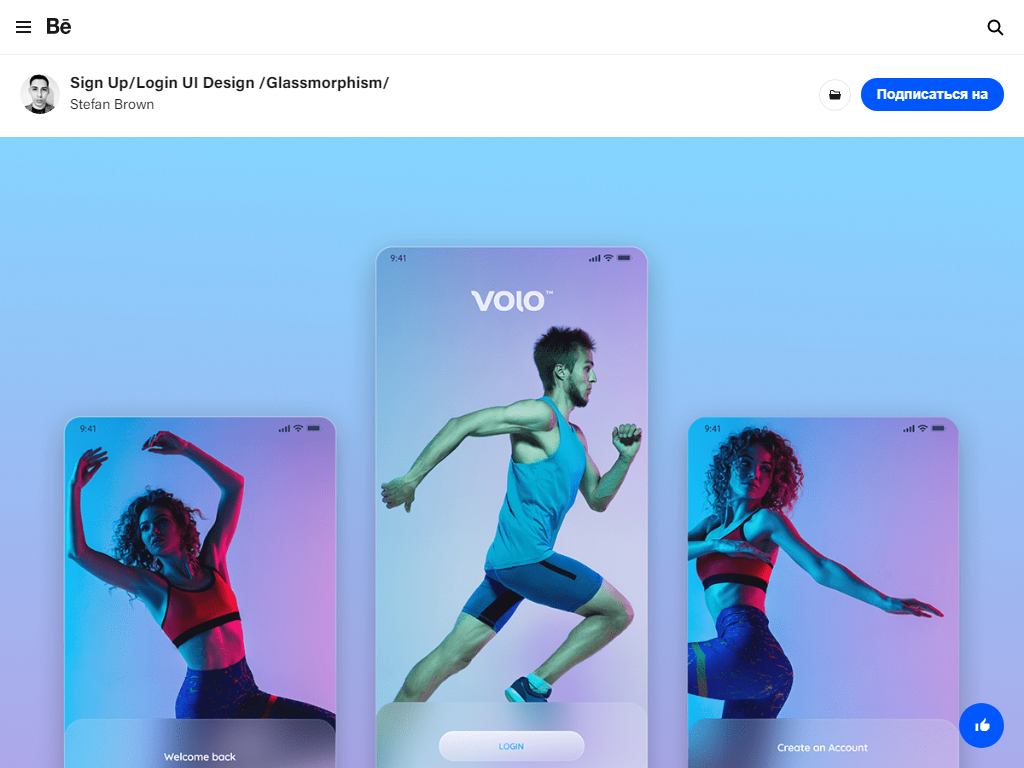 Bē
Sign Up/Login UI Design /Glassmorphism/
Stefan Brown
Подписаться на
9:41
VOLO™
9:41
9:41
Welcome back
LOGIN
Create an Account